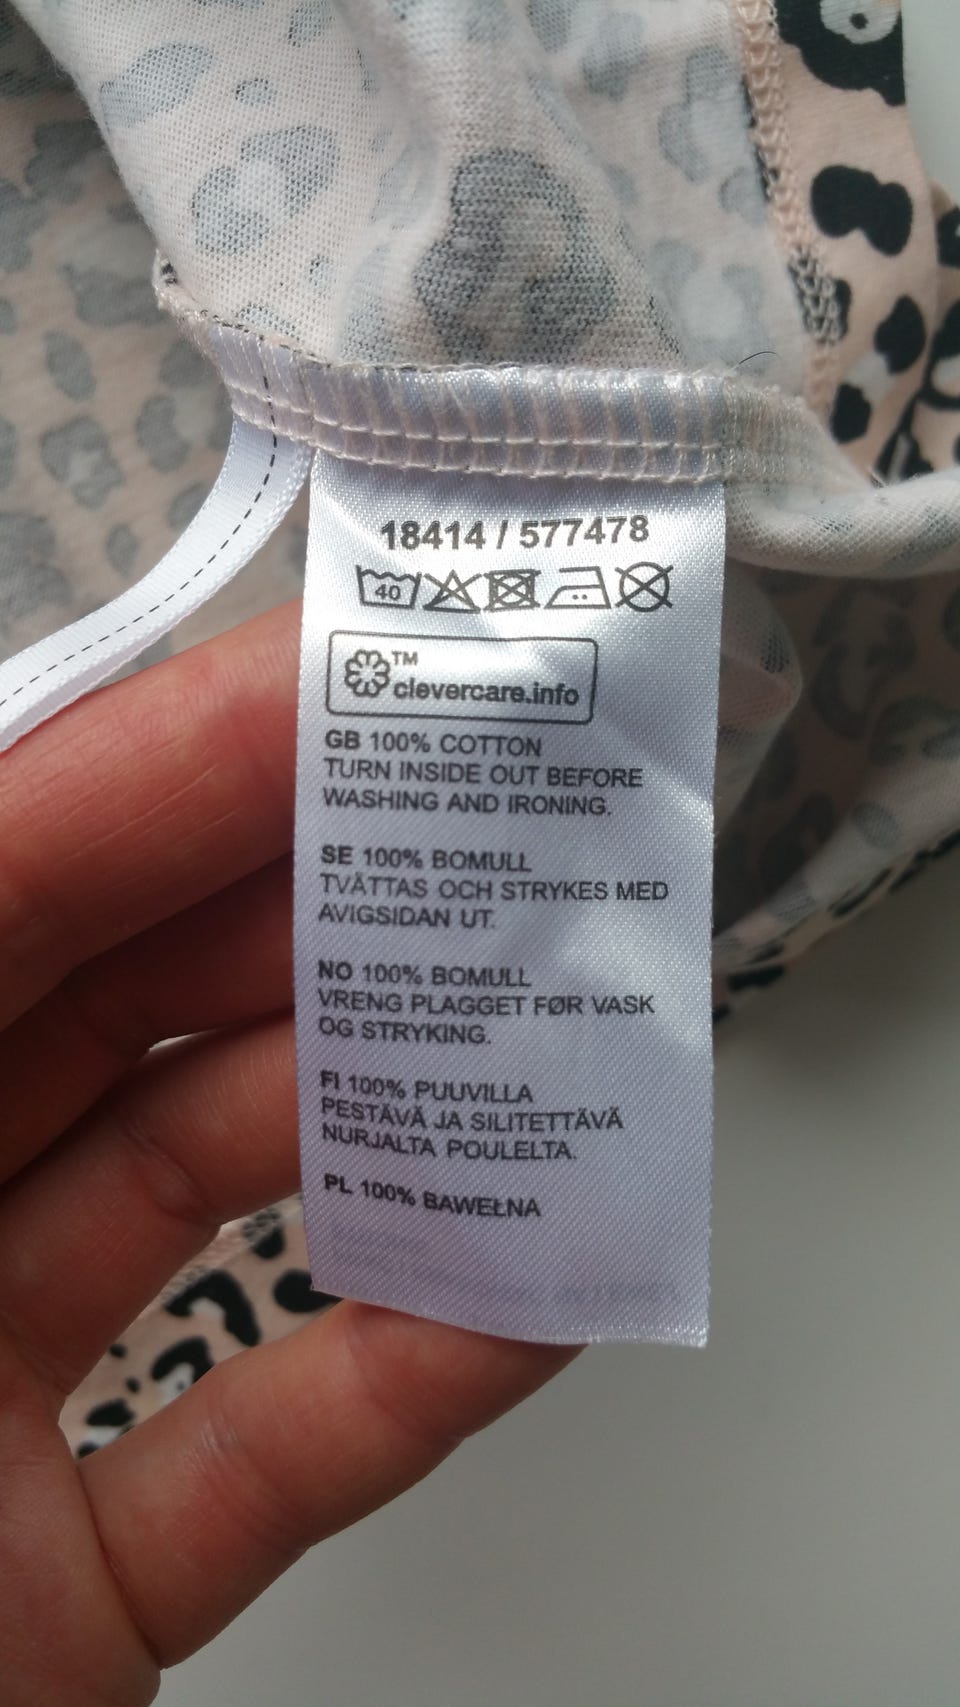 18414 / 577478
40
TM
clevercare.info
GB 100% COTTON
TURN INSIDE OUT BEFORE
WASHING AND IRONING.
SE 100% BOMULL
TVÄTTAS OCH STRYKES MED
AVIGSIDAN UT.
NO 100% BOMULL
VRENG PLAGGET FØR VASK
OG STRYKING.
FI 100% PUUVILLA
PESTÄVÄ JA SILITETTÄVÄ
NURJALTA POULELTA.
PL 100% BAWEŁNA